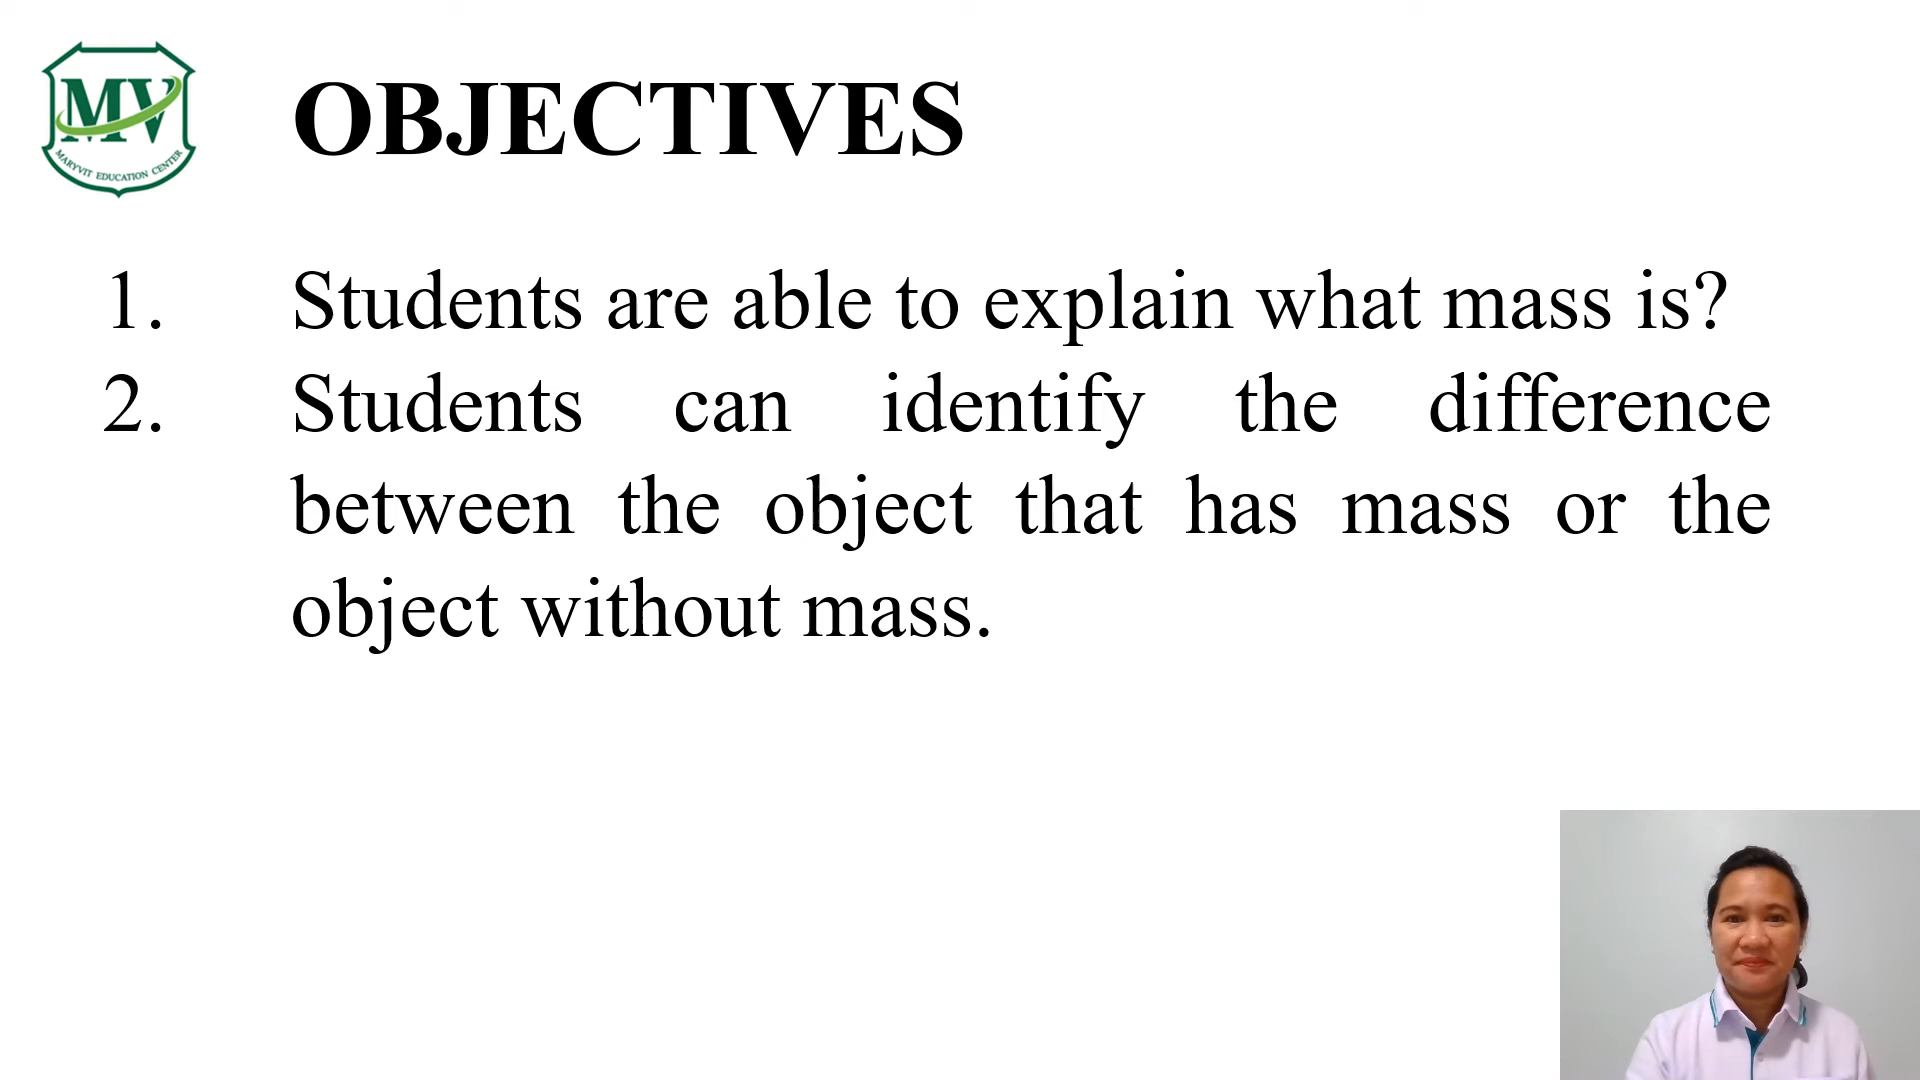 MV
MARYVIT EDUCATION CENTER
OBJECTIVES
1. Students are able to explain what mass is?
2. Students can identify the difference
between the object that has mass or the
object without mass.